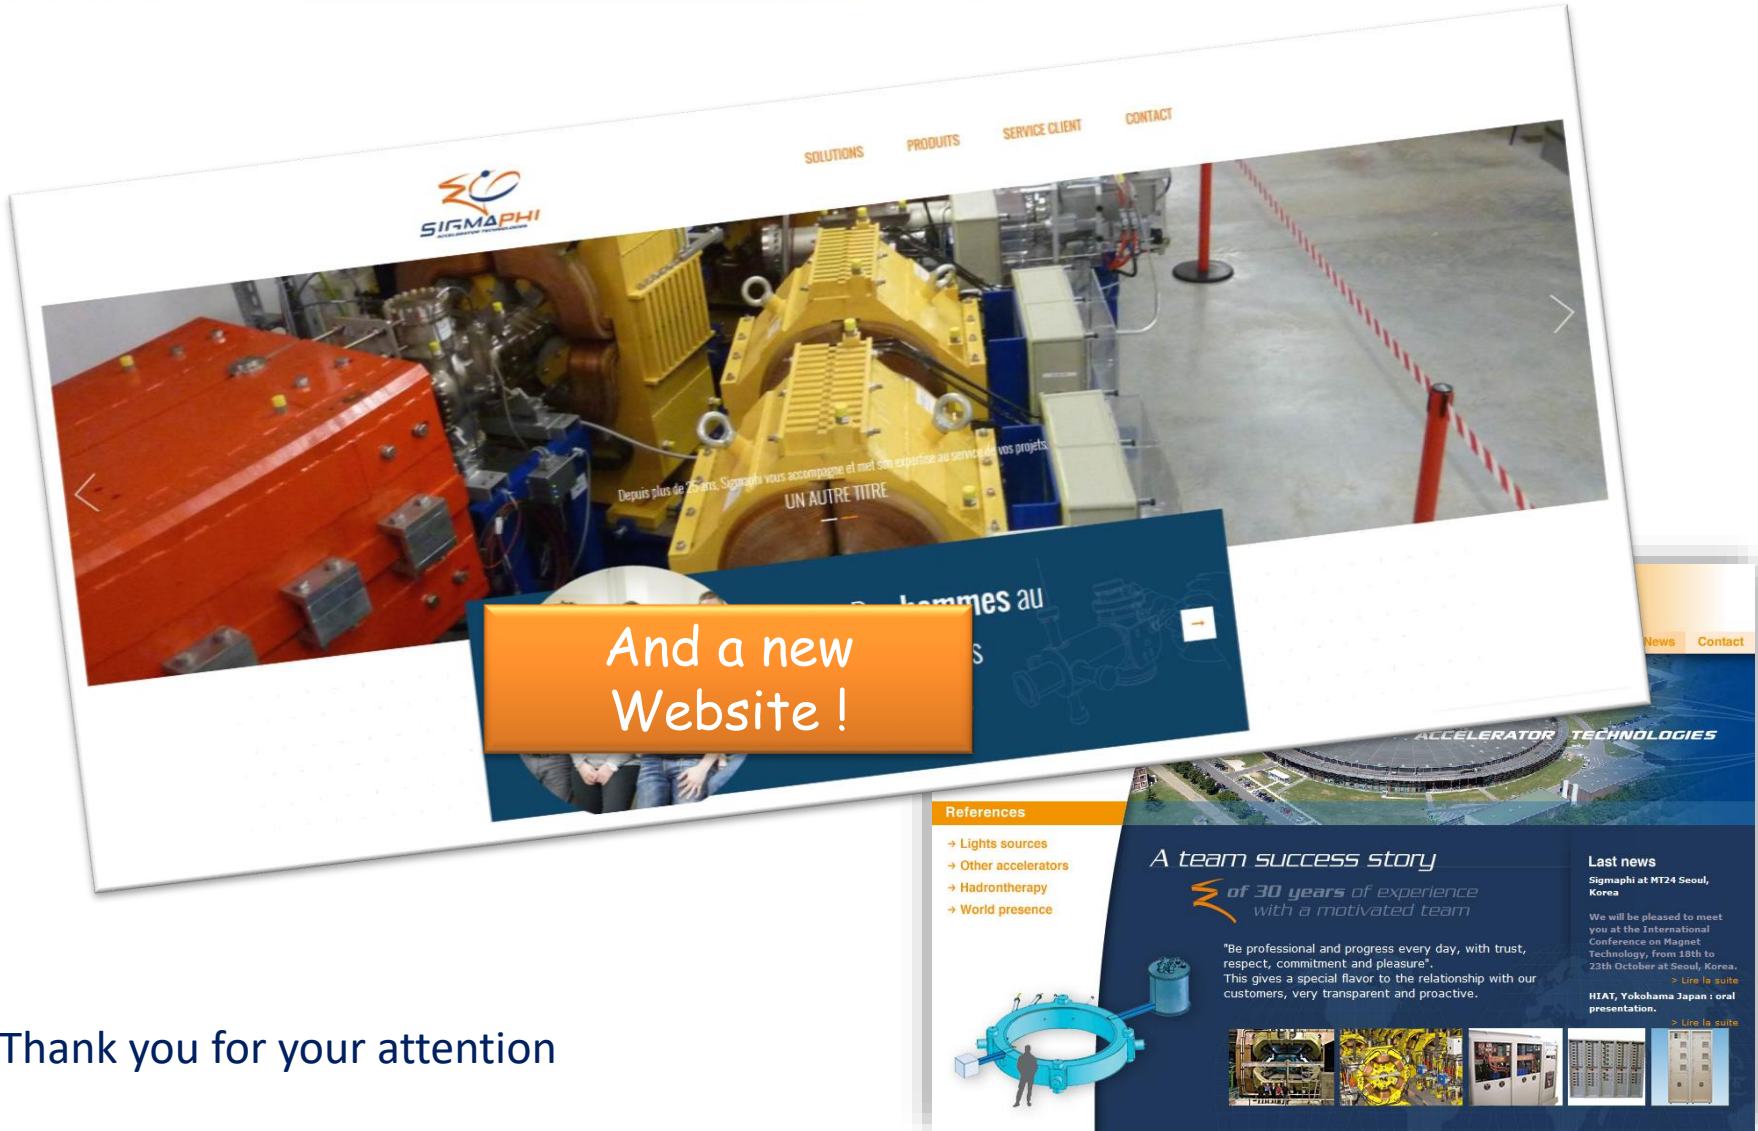 SOLUTIONS
PRODUITS
SERVICE CLIENT
CONTACT
SIGMAPHI
ACCELERATOR TECHNOLOGIES
Depuis plus de 25 ans, Sigmaphi vous accompagne et met son expertise au service de vos projets.
UN AUTRE TITRE
hommes au
s
And a new
Website !
News
Contact
ACCELERATOR TECHNOLOGIES
References
→ Lights sources
→ Other accelerators
→ Hadrontherapy
→ World presence
A team success story
of 30 years of experience
with a motivated team
"Be professional and progress every day, with trust,
respect, commitment and pleasure".
This gives a special flavor to the relationship with our
customers, very transparent and proactive.
Last news
Sigmaphi at MT24 Seoul,
Korea
We will be pleased to meet
you at the International
Conference on Magnet
Technology, from 18th to
23th October at Seoul, Korea.
> Lire la suite
HIAT, Yokohama Japan : oral
presentation.
> Lire la suite
Thank you for your attention